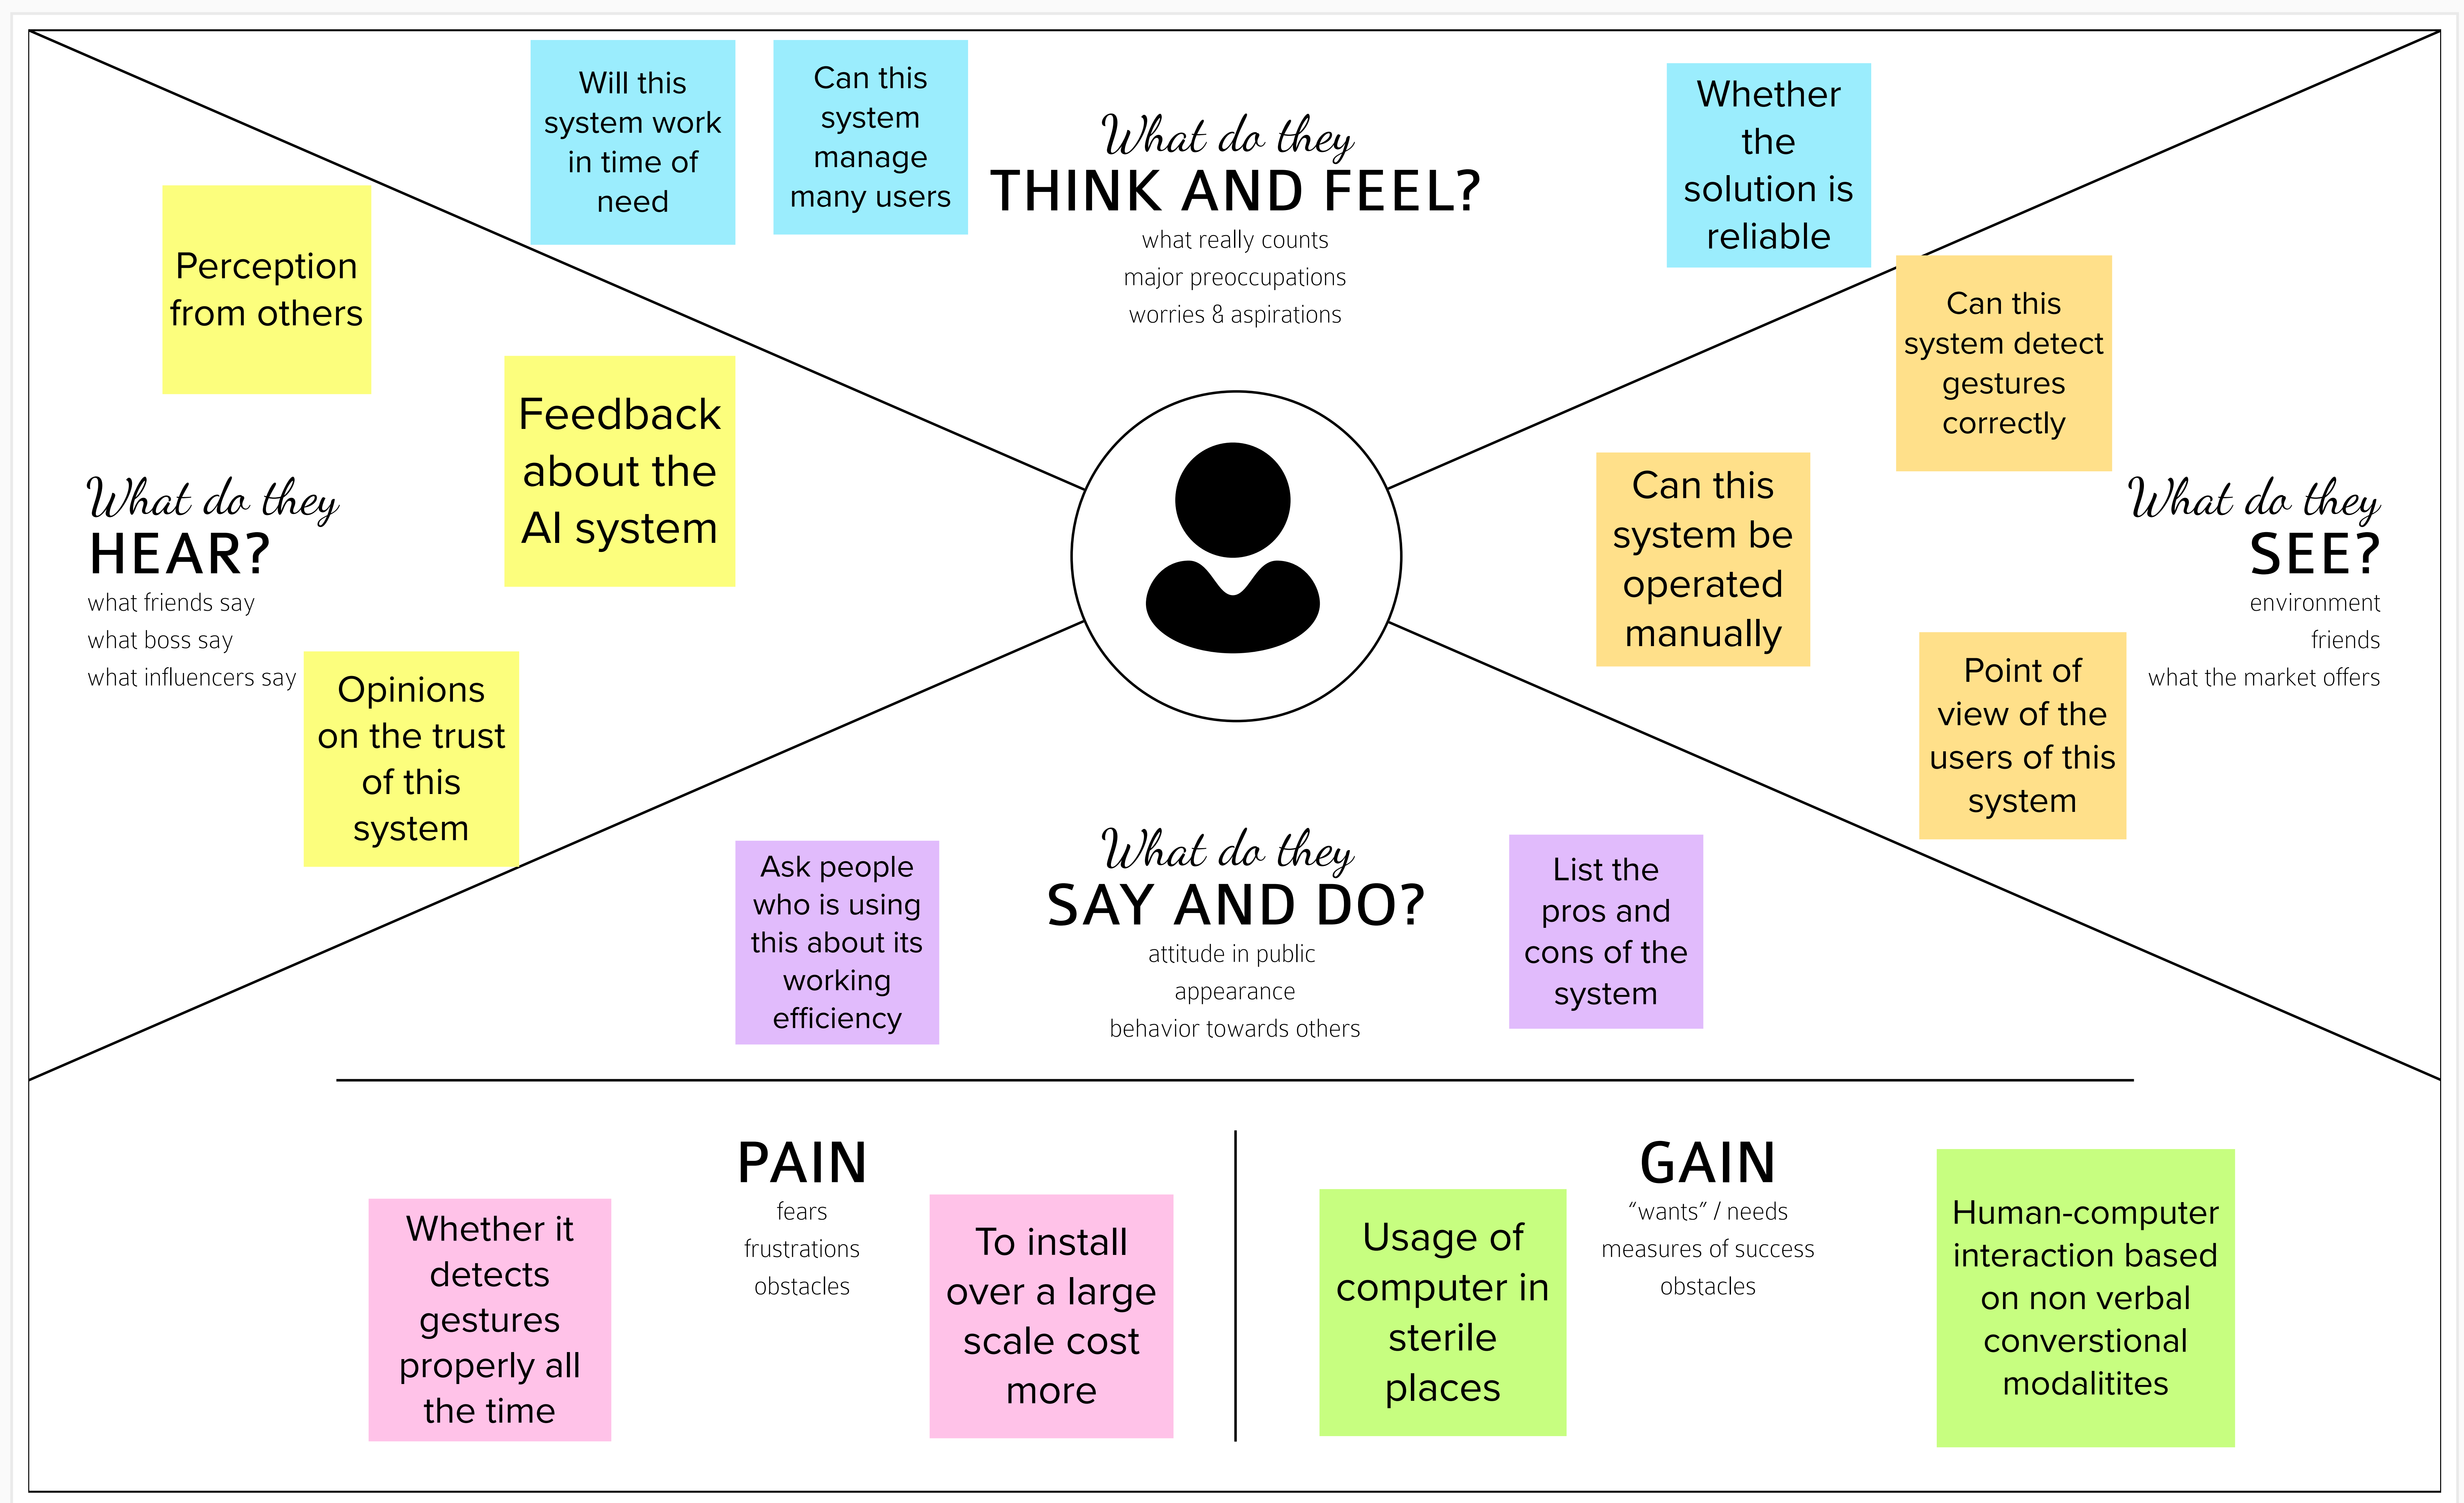 Will this
system work
in time of
need
Can this
system
manage
many users
What do they
THINK AND FEEL?
what really counts
major preoccupations
worries & aspirations
Whether
the
solution is
reliable
Perception
from others
Feedback
about the
AI system
What do they
HEAR?
what friends say
what boss say
what influencers say
Opinions
on the trust
of this
system
Can this
system detect
gestures
correctly
Can this
system be
operated
manually
What do they
SEE?
environment
friends
what the market offers
Point of
view of the
users of this
system
Ask people
who is using
this about its
working
efficiency
What do they
SAY AND DO?
attitude in public
appearance
behavior towards others
List the
pros and
cons of the
system
Whether it
detects
gestures
properly all
the time
PAIN
fears
frustrations
obstacles
To install
over a large
scale cost
more
Usage of
computer in
sterile
places
GAIN
“wants” / needs
measures of success
obstacles
Human-computer
interaction based
on non verbal
converstional
modalitites